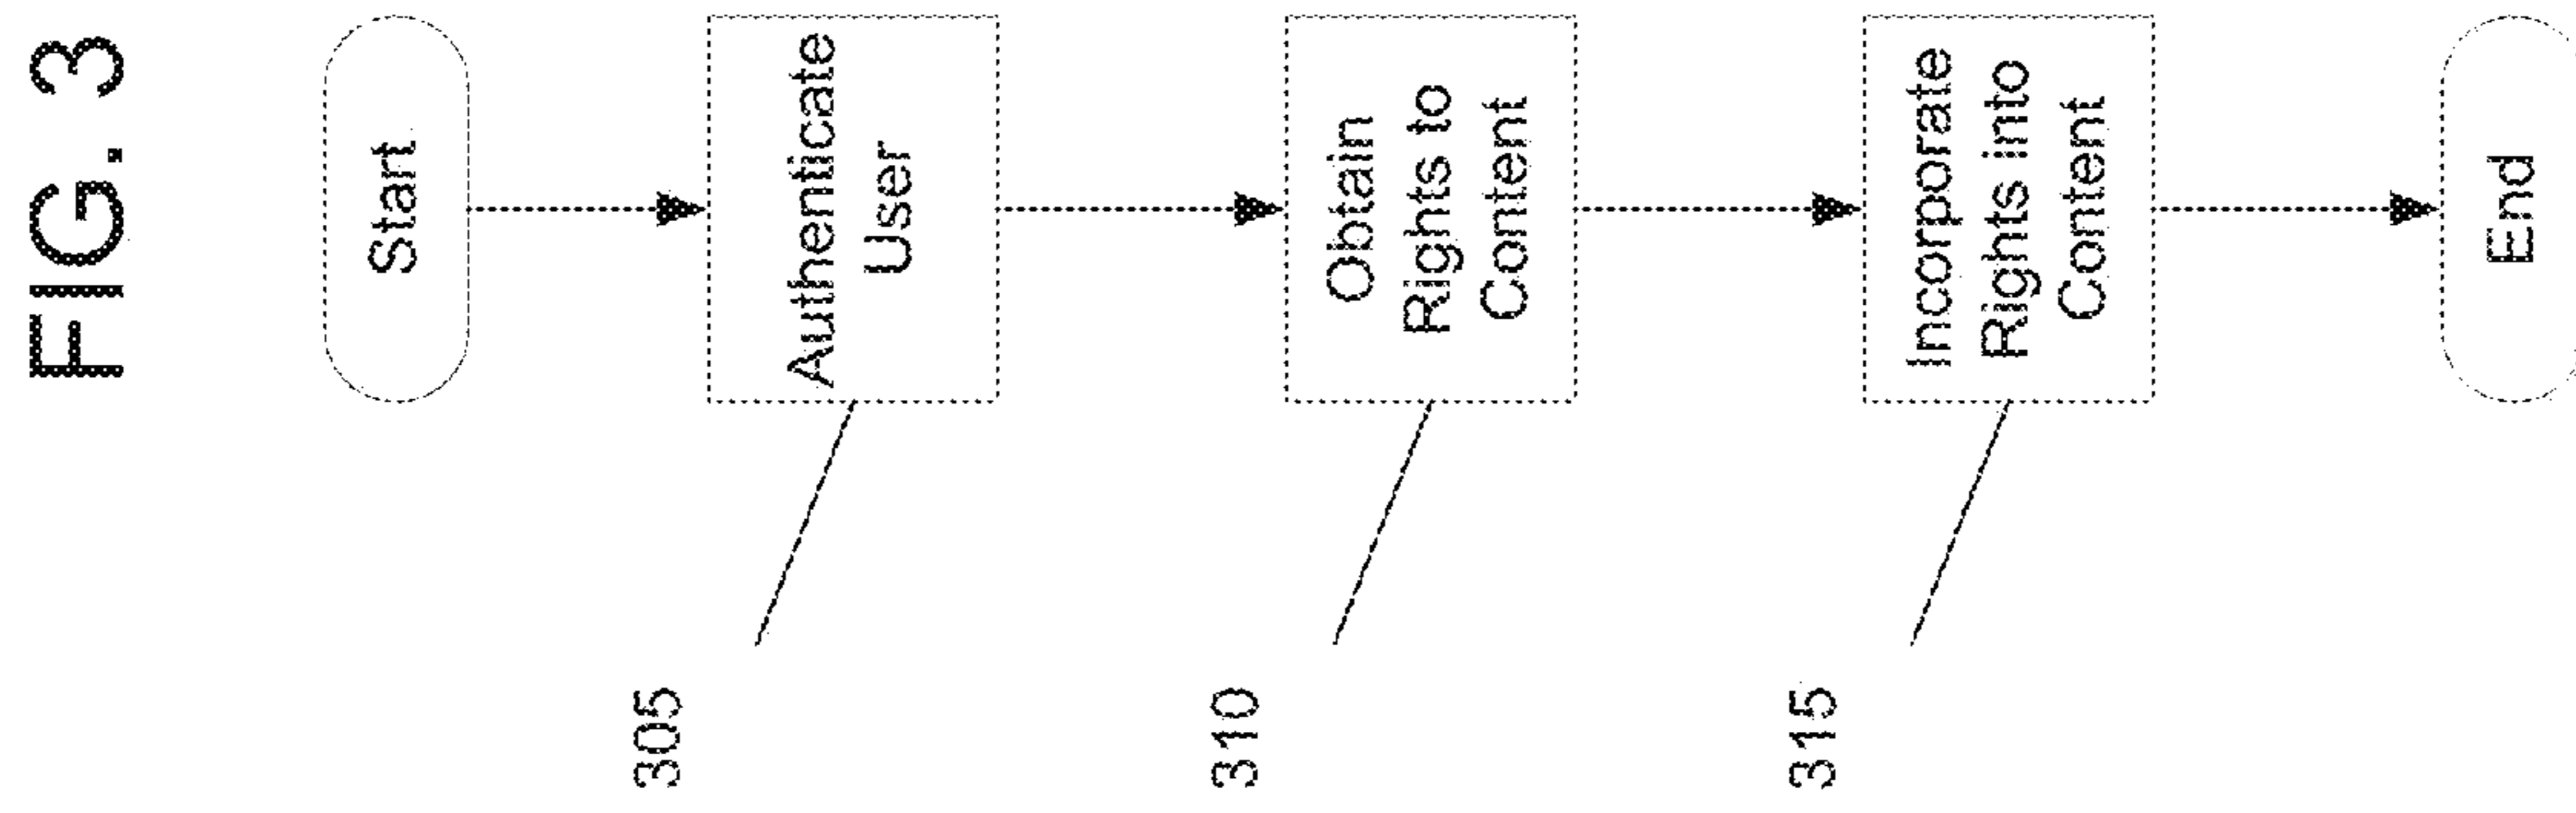 FIG. 3
Start
305
Authenticate
User
310
Obtain
Rights to
Content
315
Incorporate
Rights into
Content
End